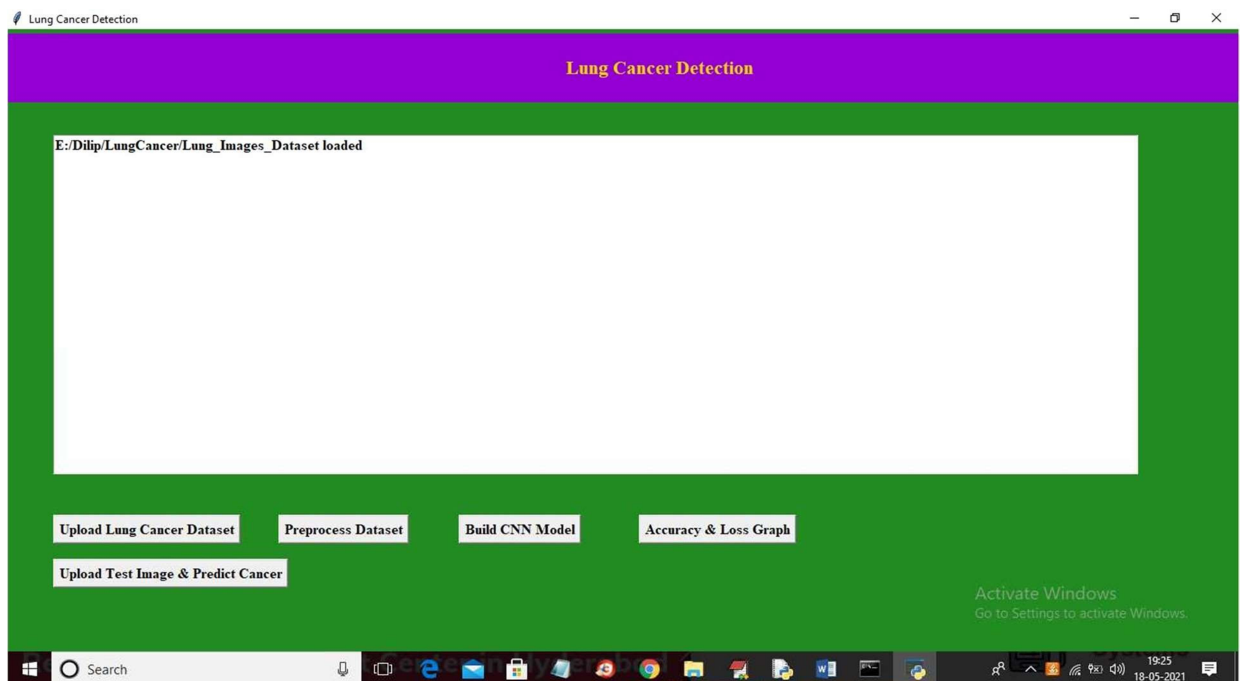 Lung Cancer Detection
Lung Cancer Detection
E:/Dilip/LungCancer/Lung_Images_Dataset loaded
Upload Lung Cancer Dataset
Preprocess Dataset
Build CNN Model
Accuracy & Loss Graph
Upload Test Image & Predict Cancer
Activate Windows
Go to Settings to activate Windows.
Search
19:25
18-05-2021